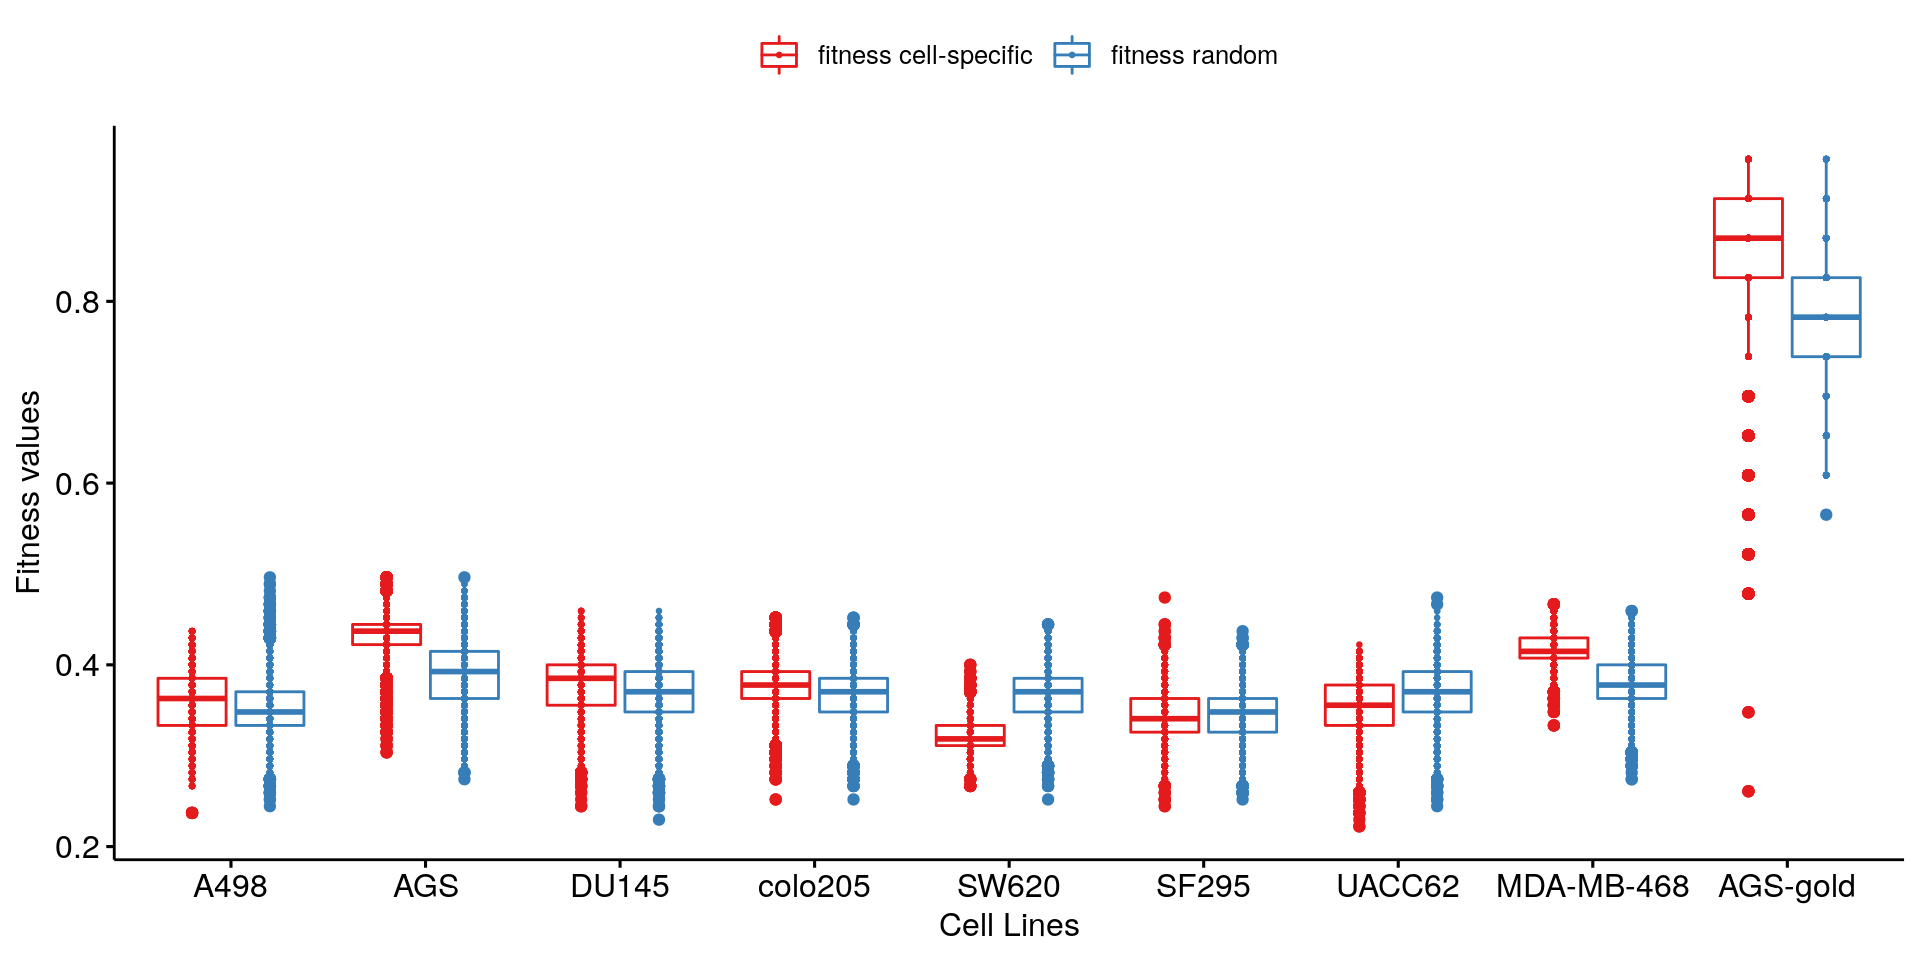 fitness cell-specific fitness random
Fitness values
0.8
0.6
0.4
0.2
A498 AGS DU145 colo205 SW620 SF295 UACC62 MDA-MB-468 AGS-gold
Cell Lines